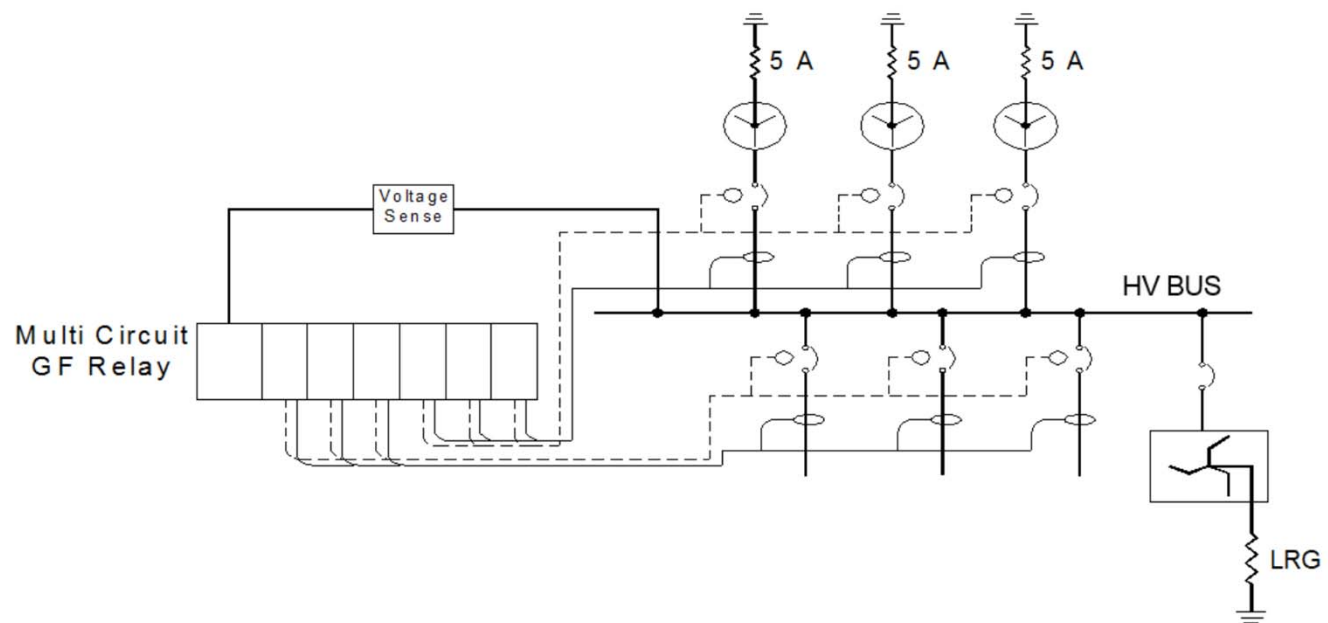 5 A
5 A
5 A
Voltage
Sense
HV BUS
Multi Circuit
GF Relay
LRG